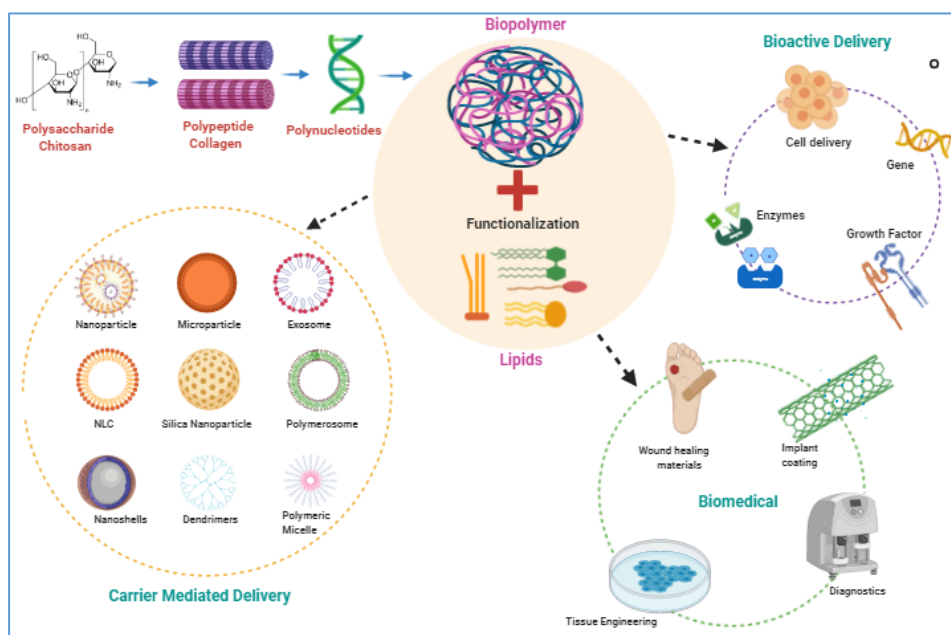 Biopolymer
Bioactive Delivery
HO
OH
HO
O
OH
NH₂
HO
O
OH
O
NH₂
n
Polysaccharide
Chitosan
Polypeptide
Collagen
Polynucleotides
Cell delivery
Gene
Enzymes
Growth Factor
Functionalization
Lipids
Nanoparticle
Microparticle
Exosome
NLC
Silica Nanoparticle
Polymerosome
Nanoshells
Dendrimers
Polymeric
Micelle
Carrier Mediated Delivery
Wound healing
materials
Implant
coating
Biomedical
Tissue Engineering
Diagnostics